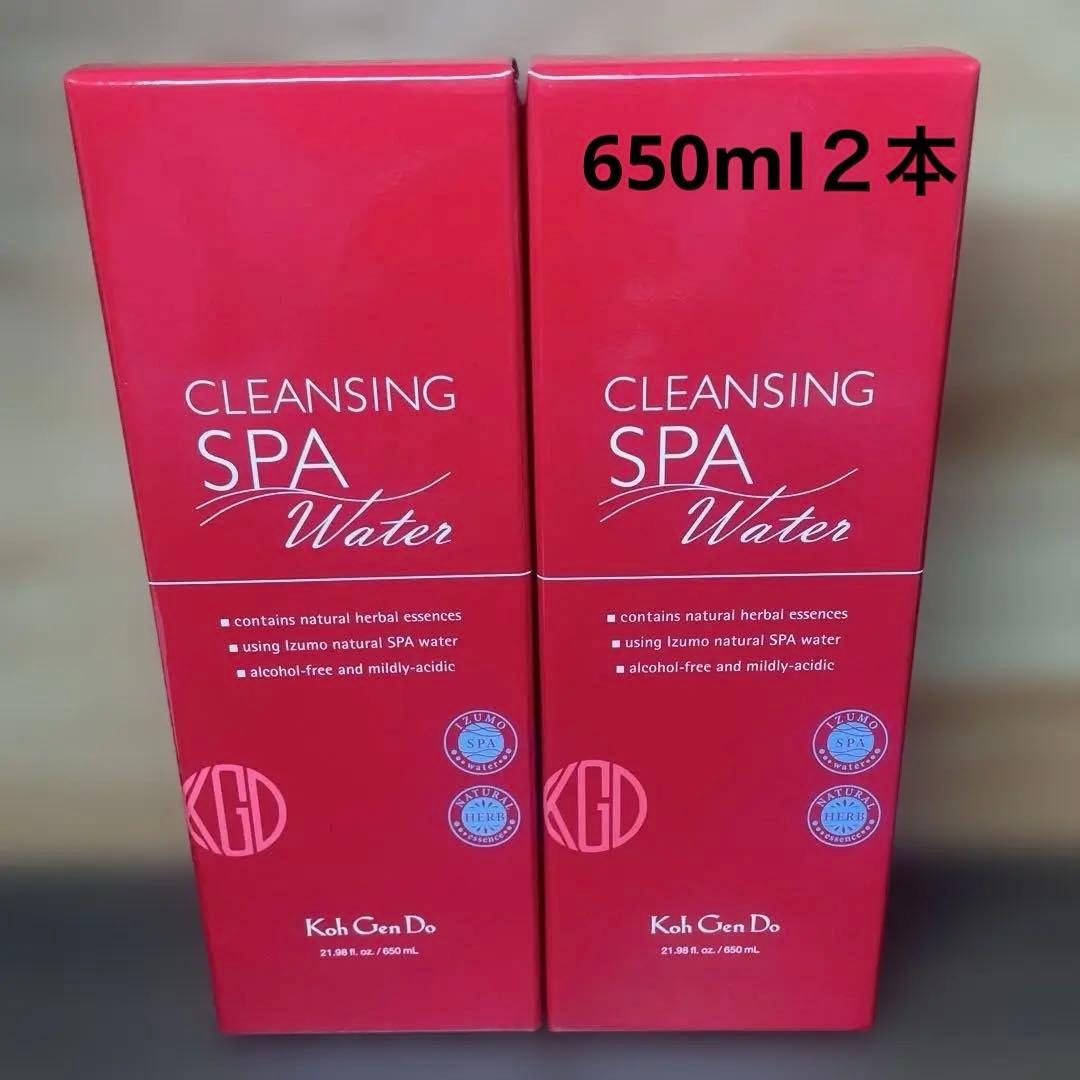 650ml２本
CLEANSING
SPA
Water
■ contains natural herbal essences
■ using Izumo natural SPA water
■ alcohol-free and mildly-acidic
IZUMO
SPA
water
NATURAL
HERB
essence
KGD
Koh Gen Do
21.98 fl. oz. / 650 mL
CLEANSING
SPA
Water
■ contains natural herbal essences
■ using Izumo natural SPA water
■ alcohol-free and mildly-acidic
IZUMO
SPA
water
NATURAL
HERB
essence
KGD
Koh Gen Do
21.98 fl. oz. / 650 mL